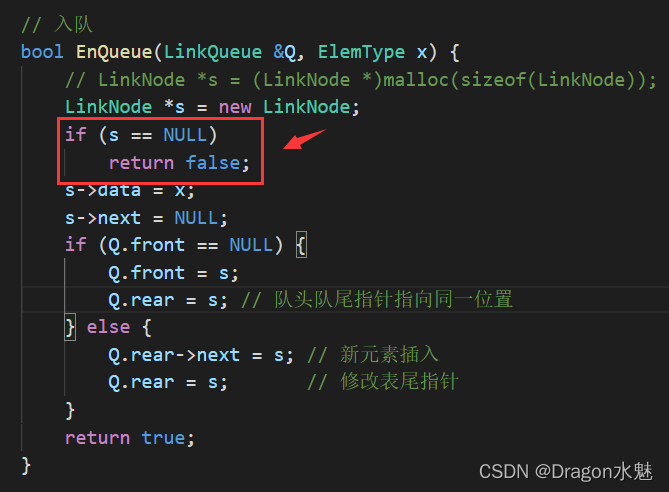 // 入队
bool EnQueue(LinkQueue &Q, ElemType x) {
    // LinkNode *s = (LinkNode *)malloc(sizeof(LinkNode));
    LinkNode *s = new LinkNode;
    if (s == NULL)
        return false;
    s->data = x;
    s->next = NULL;
    if (Q.front == NULL) {
        Q.front = s;
        Q.rear = s; // 队头队尾指针指向同一位置
    } else {
        Q.rear->next = s; // 新元素插入
        Q.rear = s;       // 修改表尾指针
    }
    return true;
}
CSDN @Dragon水魅